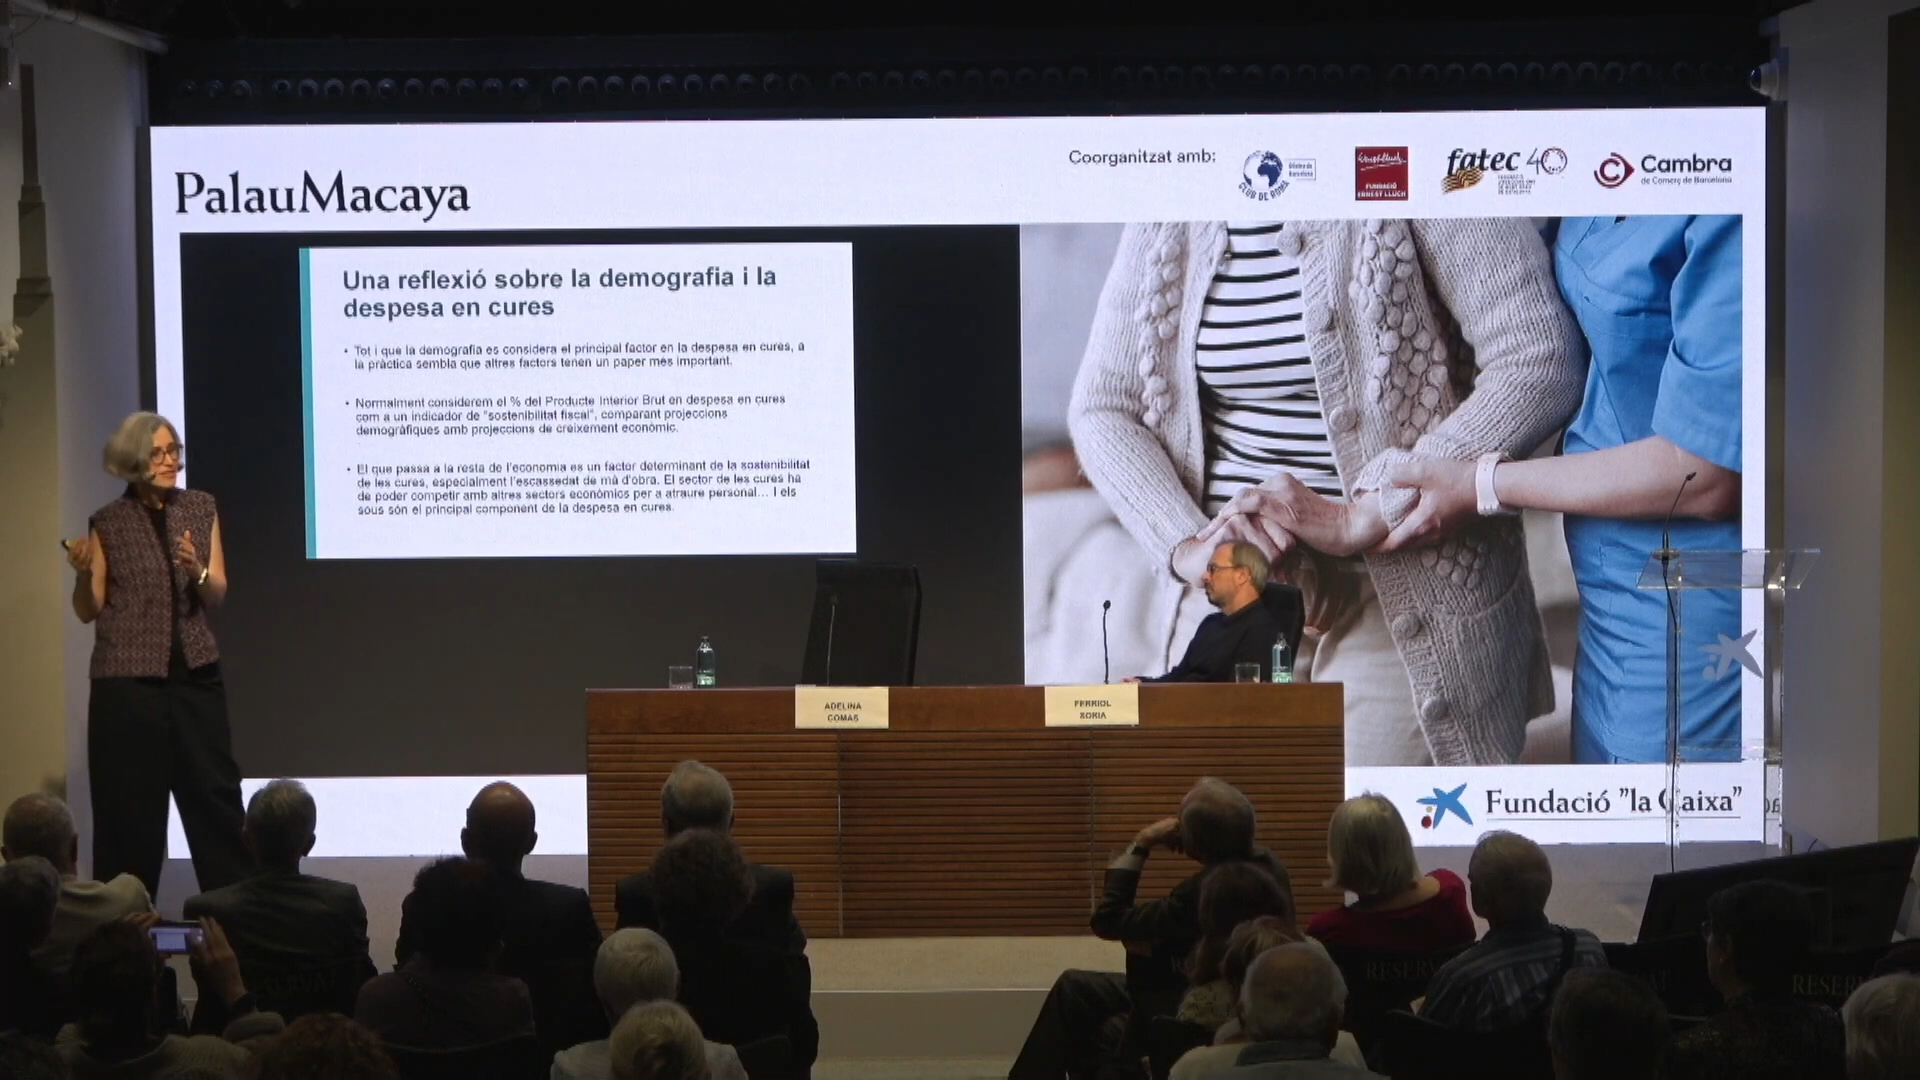 PalauMacaya
Coorganitzat amb:
CLUB DE ROMA
Oficina de
Barcelona
FUNDACIÓ
ERNEST LLUCH
fatec 40
Cambra
de Comerç de Barcelona
Una reflexió sobre la demografia i la
despesa en cures
• Tot i que la demografia es considera el principal factor en la despesa en cures, a
la pràctica sembla que altres factors tenen un paper més important.
• Normalment considerem el % del Producte Interior Brut en despesa en cures
com a un indicador de “sostenibilitat fiscal”, comparant projeccions
demogràfiques amb projeccions de creixement econòmic.
• El que passa a la resta de l’economia es un factor determinant de la sostenibilitat
de les cures, especialment l’escassedat de mà d’obra. El sector de les cures ha
de poder competir amb altres sectors econòmics per a atraure personal… I els
sous són el principal component de la despesa en cures.
ADELINA
COMAS
FERRIOL
SORIA
Fundació ”la Caixa”
RESERVAT
RESERVAT